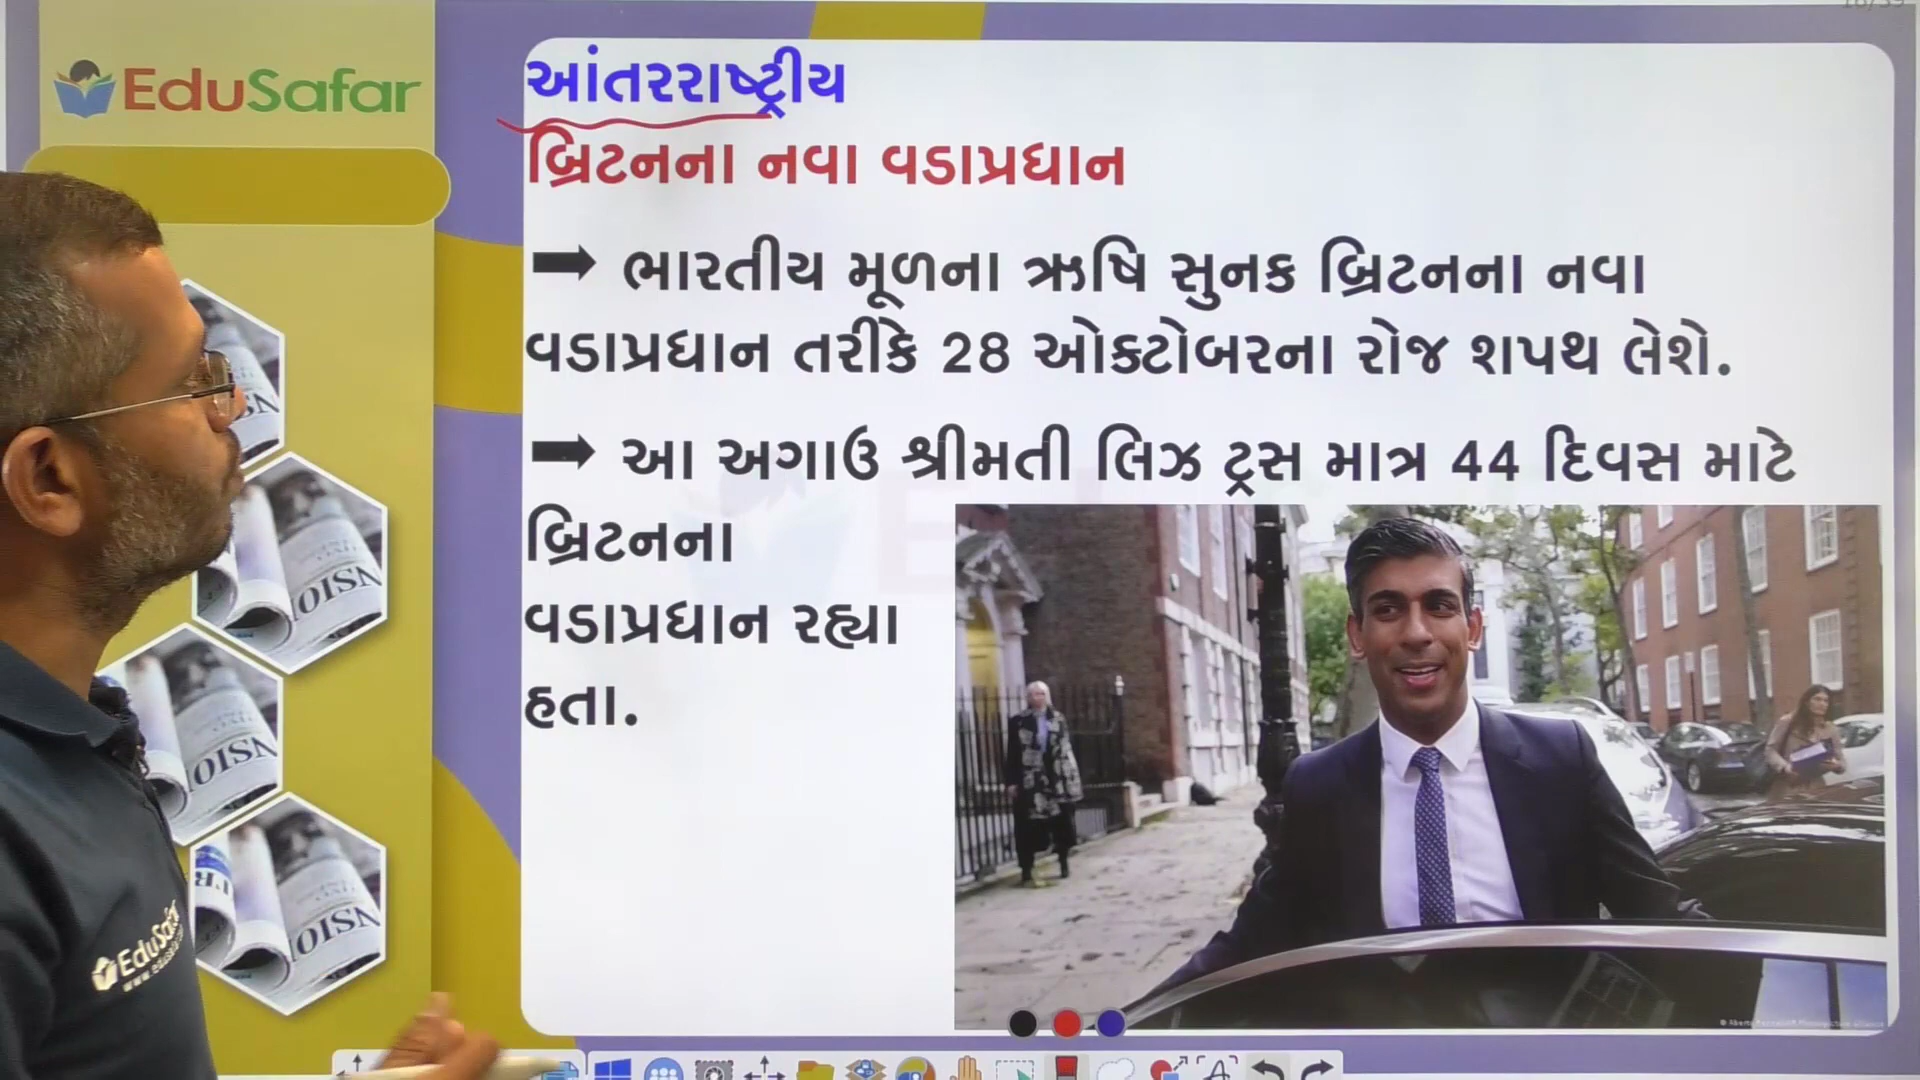 EduSafar
આંતરરાષ્ટ્રીય
બ્રિટનના નવા વડાપ્રધાન
➡ ભારતીય મૂળના ઋષિ સુનક બ્રિટનના નવા
વડાપ્રધાન તરીકે 28 ઓક્ટોબરના રોજ શપથ લેશે.
➡ આ અગાઉ શ્રીમતી લિઝ ટ્રસ માત્ર 44 દિવસ માટે
બ્રિટનના
વડાપ્રધાન રહ્યા
હતા.
EduSafar